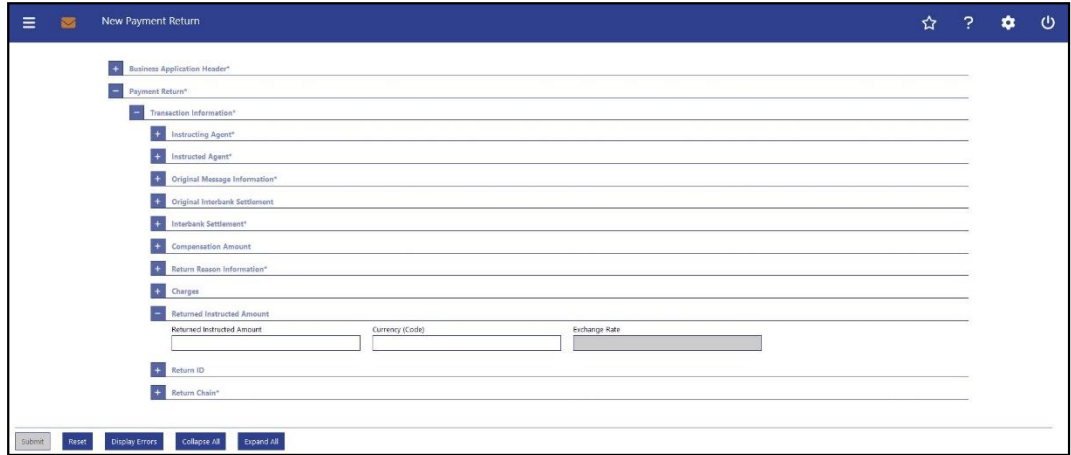 New Payment Return
?
+ Business Application Header*
− Payment Return*
− Transaction Information*
+ Instructing Agent*
+ Instructed Agent*
+ Original Message Information*
+ Original Interbank Settlement
+ Interbank Settlement*
+ Compensation Amount
+ Return Reason Information*
+ Charges
− Returned Instructed Amount
Returned Instructed Amount Currency (Code) Exchange Rate
+ Return ID
+ Return Chain*
Submit Reset Display Errors Collapse All Expand All